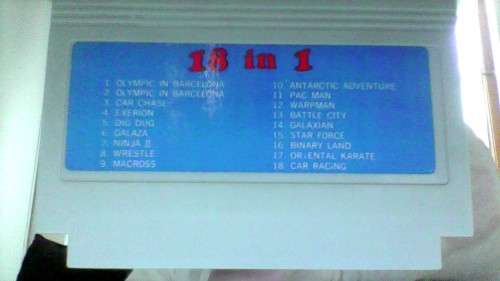 18 in 1
1. OLYMPIC IN BARCELONA
2. OLYMPIC IN BARCLEONA
3. CAR CHASE
4. EXERION
5. DIG DUG
6. GALAZA
7. NINJA II
8. WRESTLE
9. MACROSS
10. ANTARCTIC ADVENTURE
11. PAC MAN
12. WARPMAN
13. BATTLE CITY
14. GALAXIAN
15. STAR FORCE
16. BINARY LAND
17. ORIENTAL KARATE
18. CAR RACING